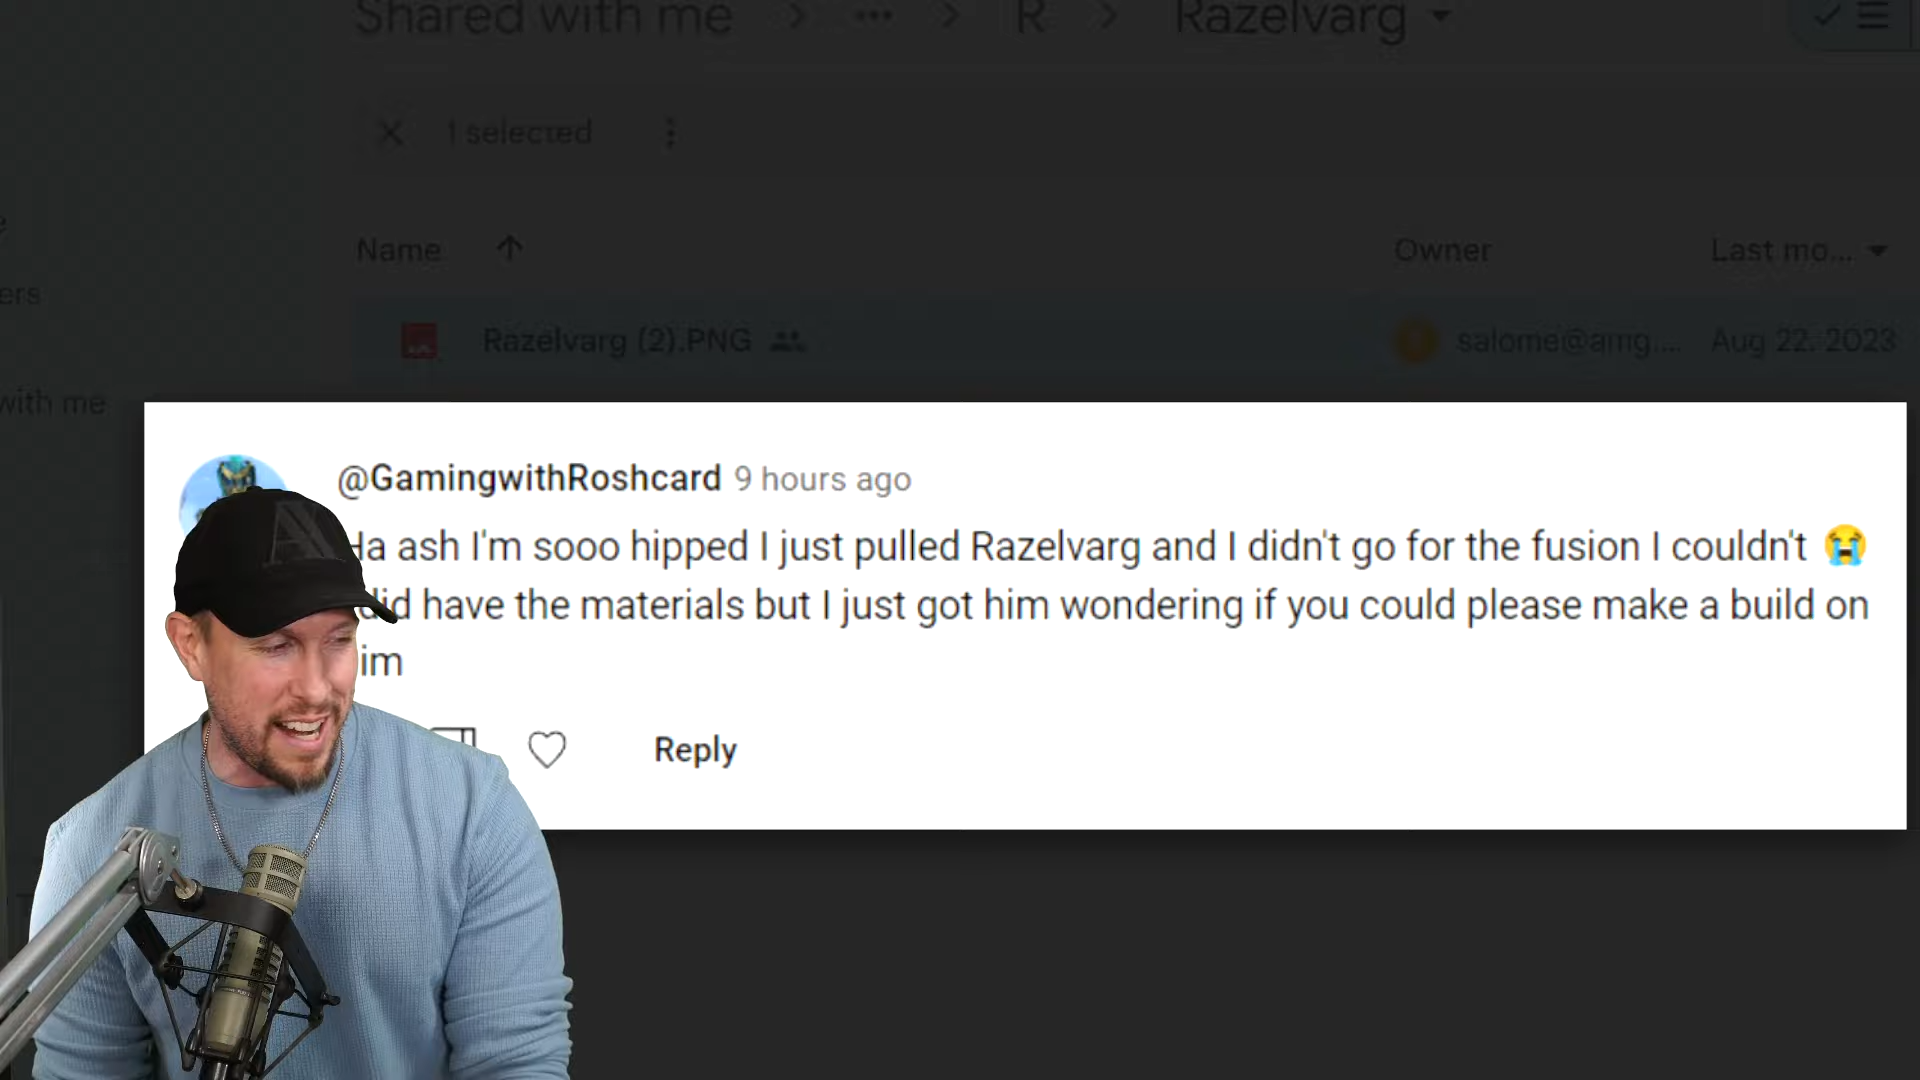 Shared with me > ... > R > Razelvarg
1 selected
Name
Owner
Last mo...
ers
Razelvarg (2).PNG
salome@amg....
Aug 22, 2023
with me
@GamingwithRoshcard 9 hours ago
Ha ash I'm sooo hipped I just pulled Razelvarg and I didn't go for the fusion I couldn't 😭
did have the materials but I just got him wondering if you could please make a build on
im
Reply